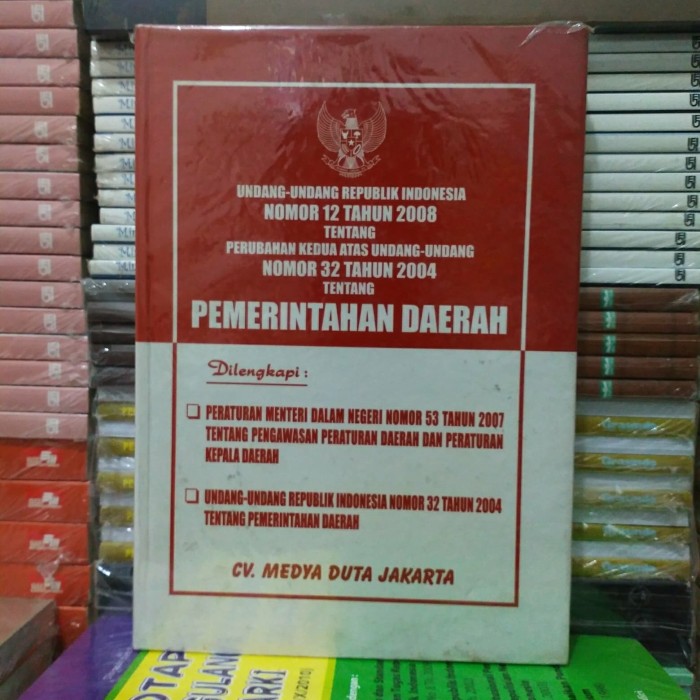 UNDANG-UNDANG REPUBLIK INDONESIA
NOMOR 12 TAHUN 2008
TENTANG
PERUBAHAN KEDUA ATAS UNDANG-UNDANG
NOMOR 32 TAHUN 2004
TENTANG
PEMERINTAHAN DAERAH
Dilengkapi :
PERATURAN MENTERI DALAM NEGERI NOMOR 53 TAHUN 2007
TENTANG PENGAWASAN PERATURAN DAERAH DAN PERATURAN
KEPALA DAERAH
UNDANG-UNDANG REPUBLIK INDONESIA NOMOR 32 TAHUN 2004
TENTANG PEMERINTAHAN DAERAH
CV. MEDYA DUTA JAKARTA